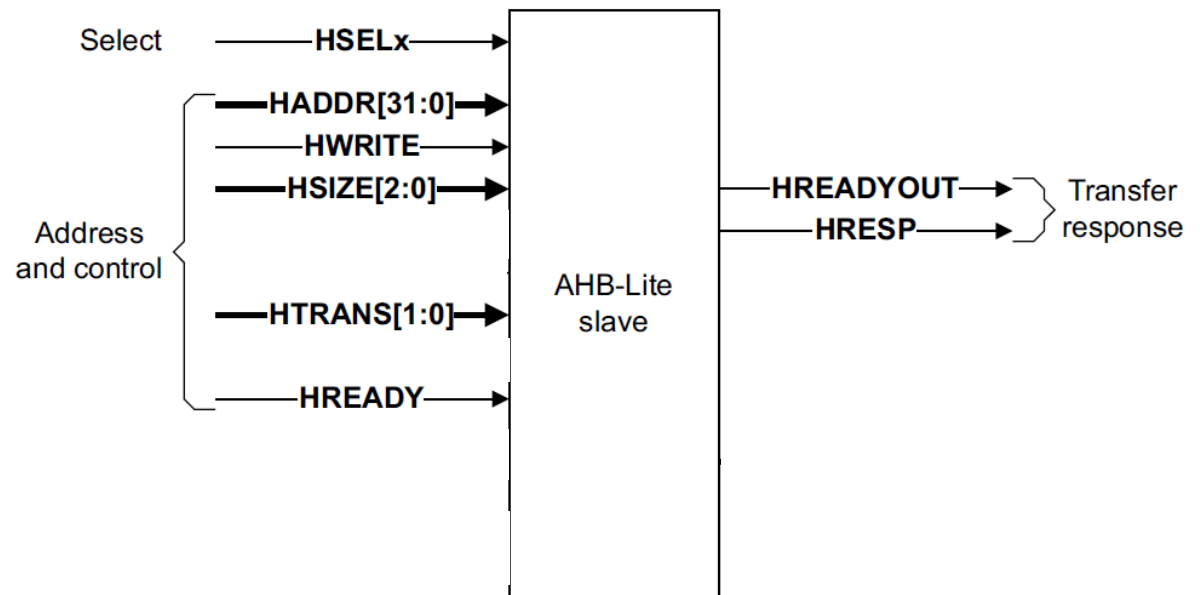 Select
HSELx
HADDR[31:0]
HWRITE
HSIZE[2:0]
Address
and control
HTRANS[1:0]
HREADY
AHB-Lite
slave
HREADYOUT
HRESP
Transfer
response